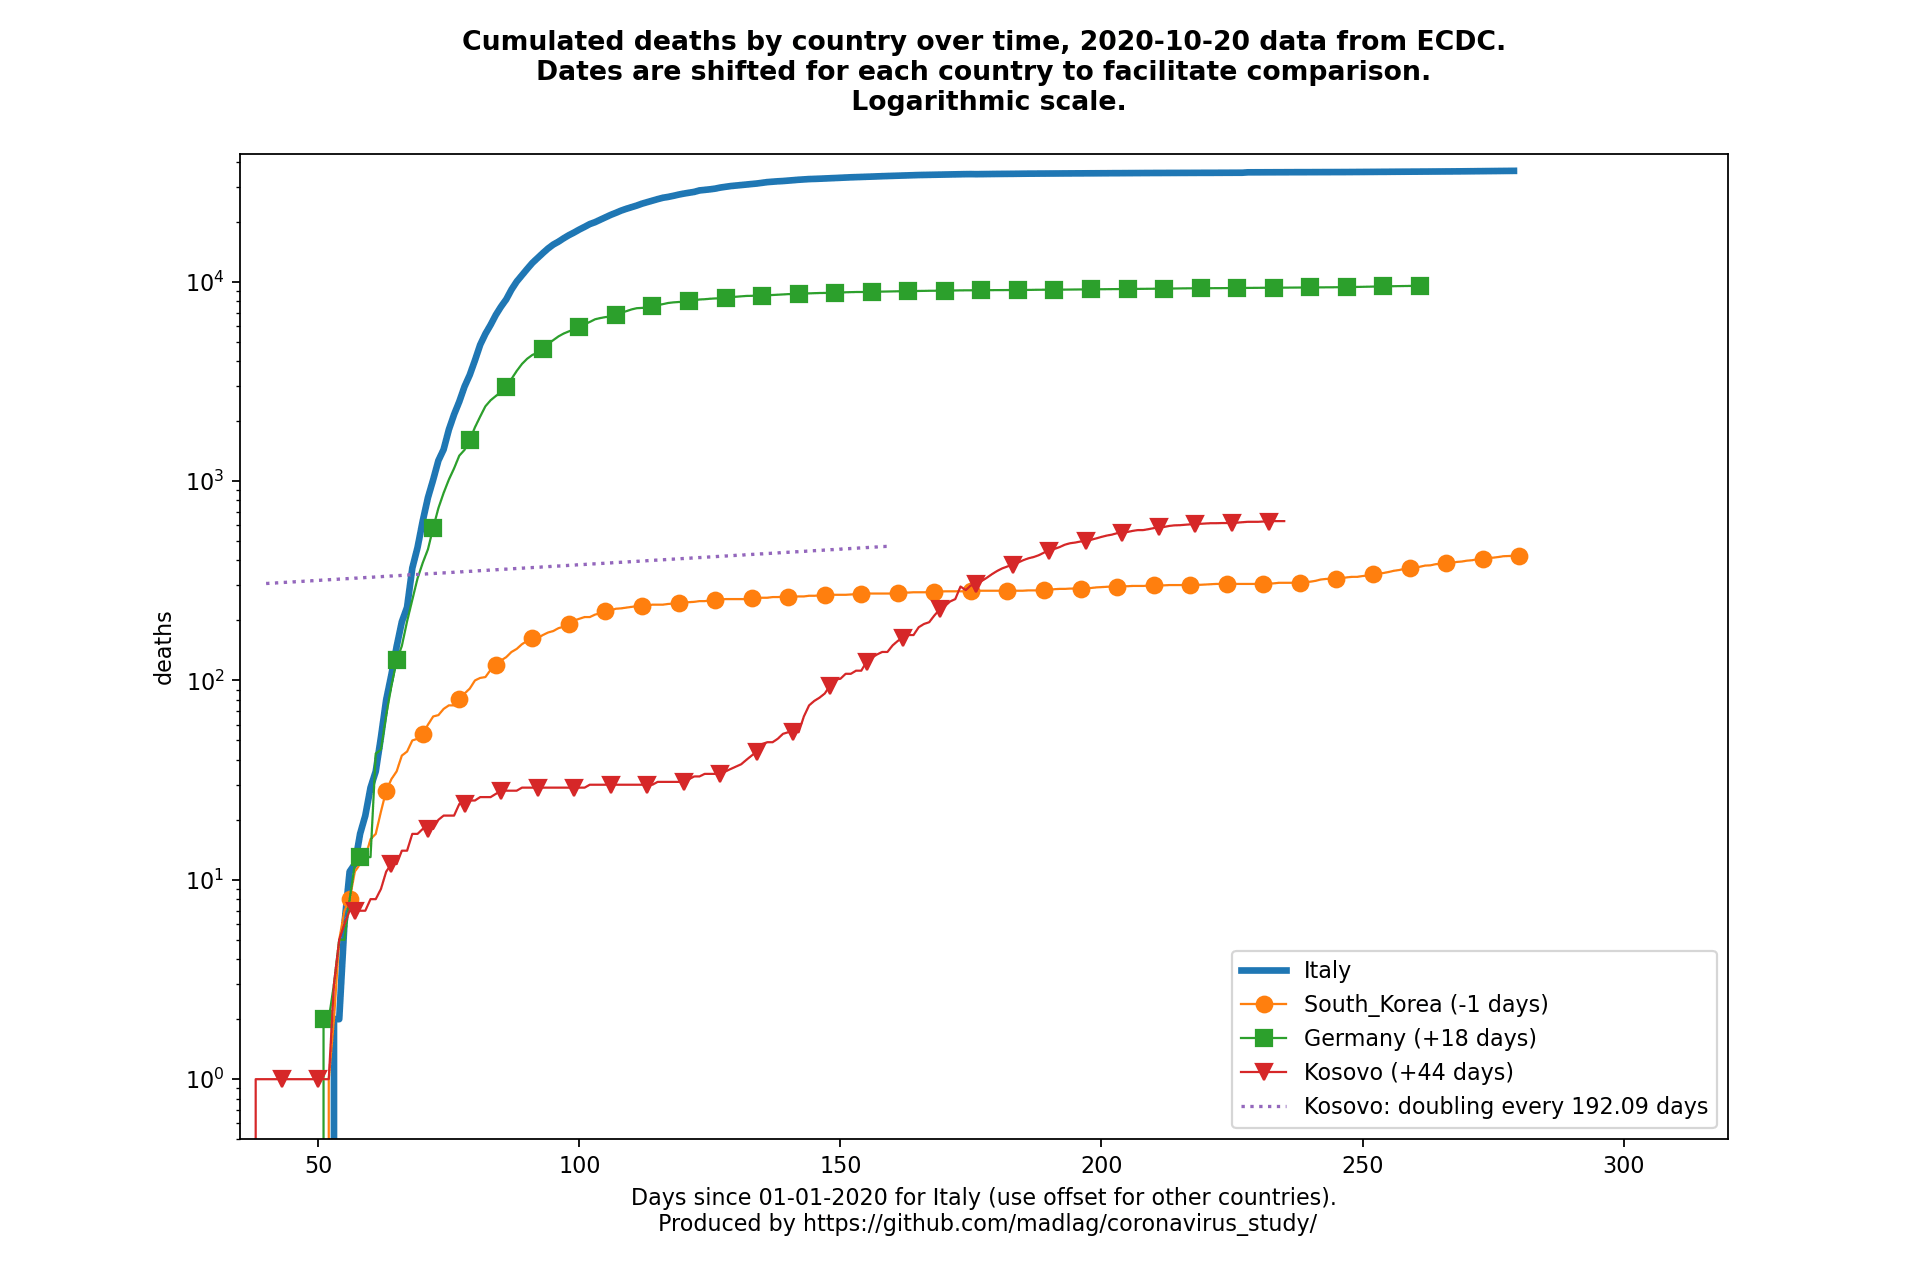 Cumulated deaths by country over time, 2020-10-20 data from ECDC.
Dates are shifted for each country to facilitate comparison.
Logarithmic scale.
deaths
10^4
10^3
10^2
10^1
10^0
50 100 150 200 250 300
Italy
South_Korea (-1 days)
Germany (+18 days)
Kosovo (+44 days)
Kosovo: doubling every 192.09 days
Days since 01-01-2020 for Italy (use offset for other countries).
Produced by https://github.com/madlag/coronavirus_study/